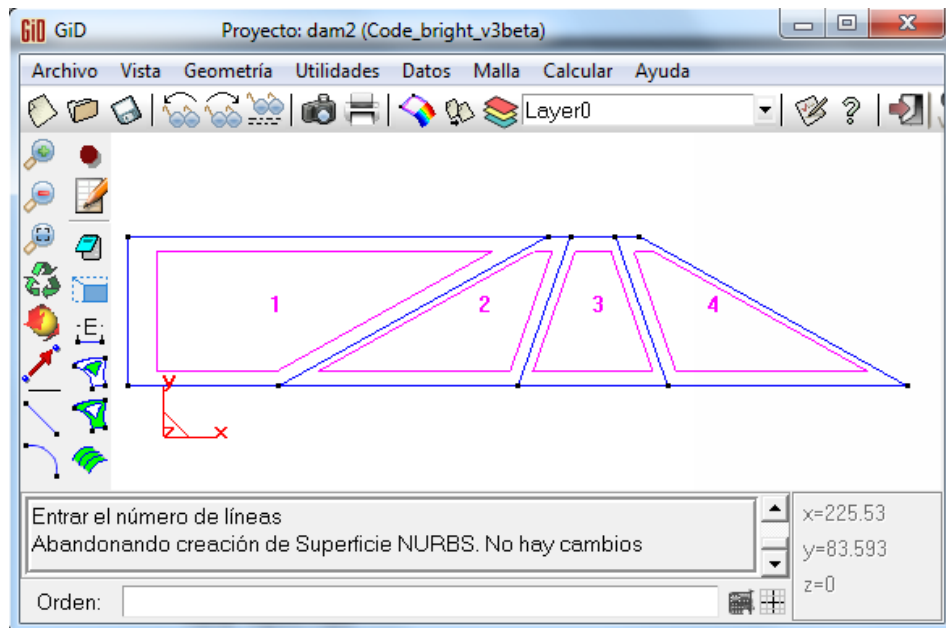 GiD GiD Proyecto: dam2 (Code_bright_v3beta)
Archivo Vista Geometría Utilidades Datos Malla Calcular Ayuda
Layer0
E
1 2 3 4
y
z x
Entrar el número de líneas
Abandonando creación de Superficie NURBS. No hay cambios
x=225.53
y=83.593
z=0
Orden: